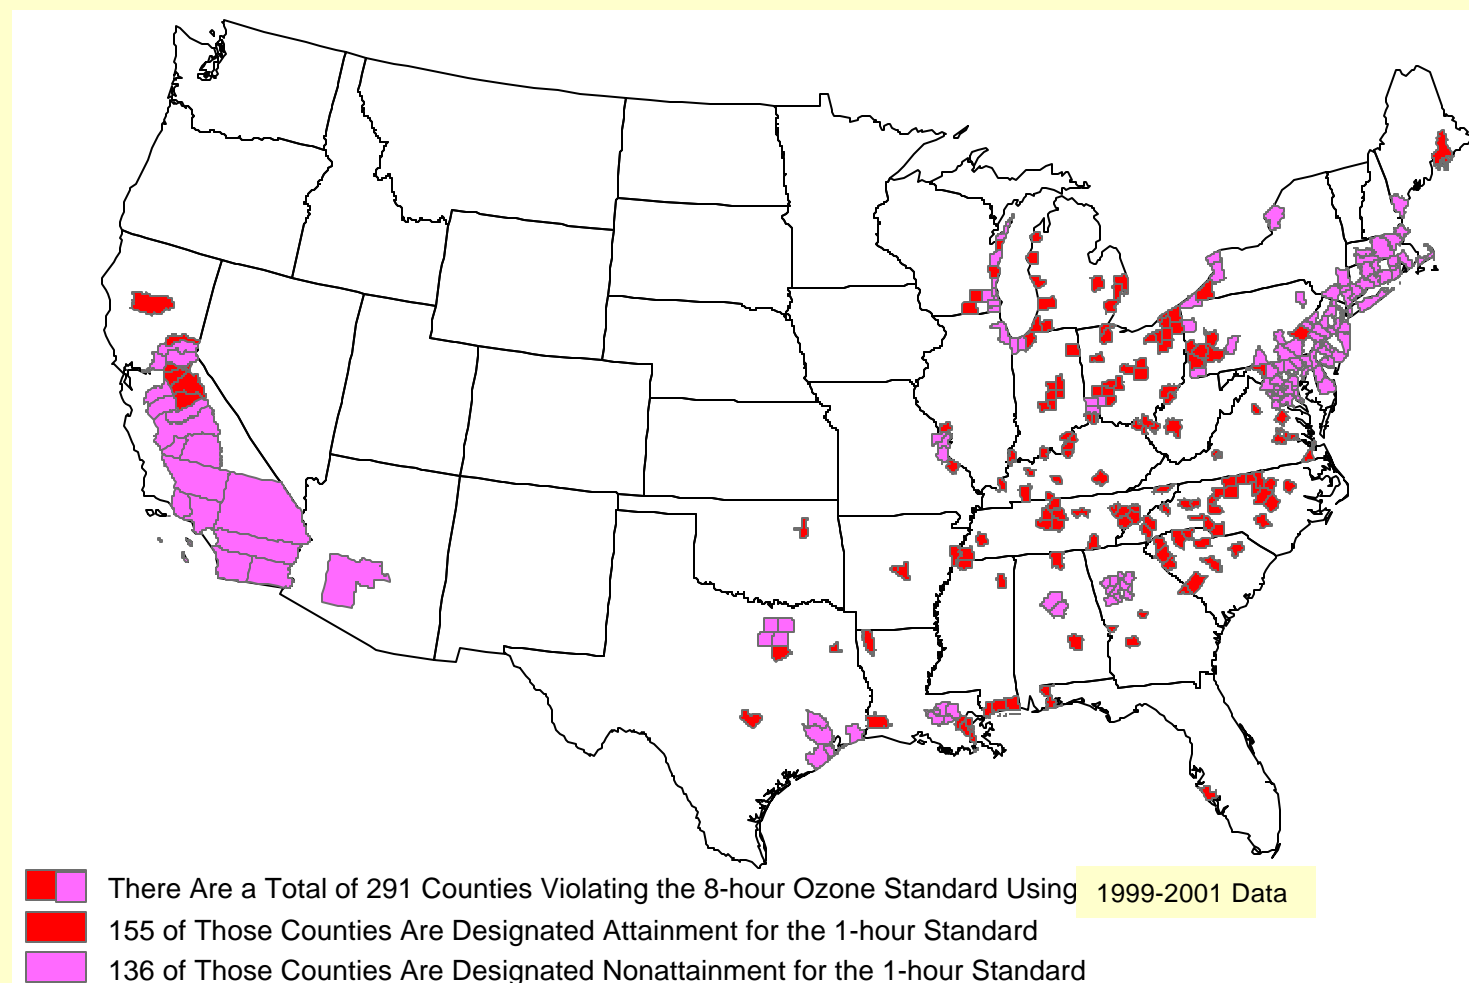 There Are a Total of 291 Counties Violating the 8-hour Ozone Standard Using 1999-2001 Data
155 of Those Counties Are Designated Attainment for the 1-hour Standard
136 of Those Counties Are Designated Nonattainment for the 1-hour Standard